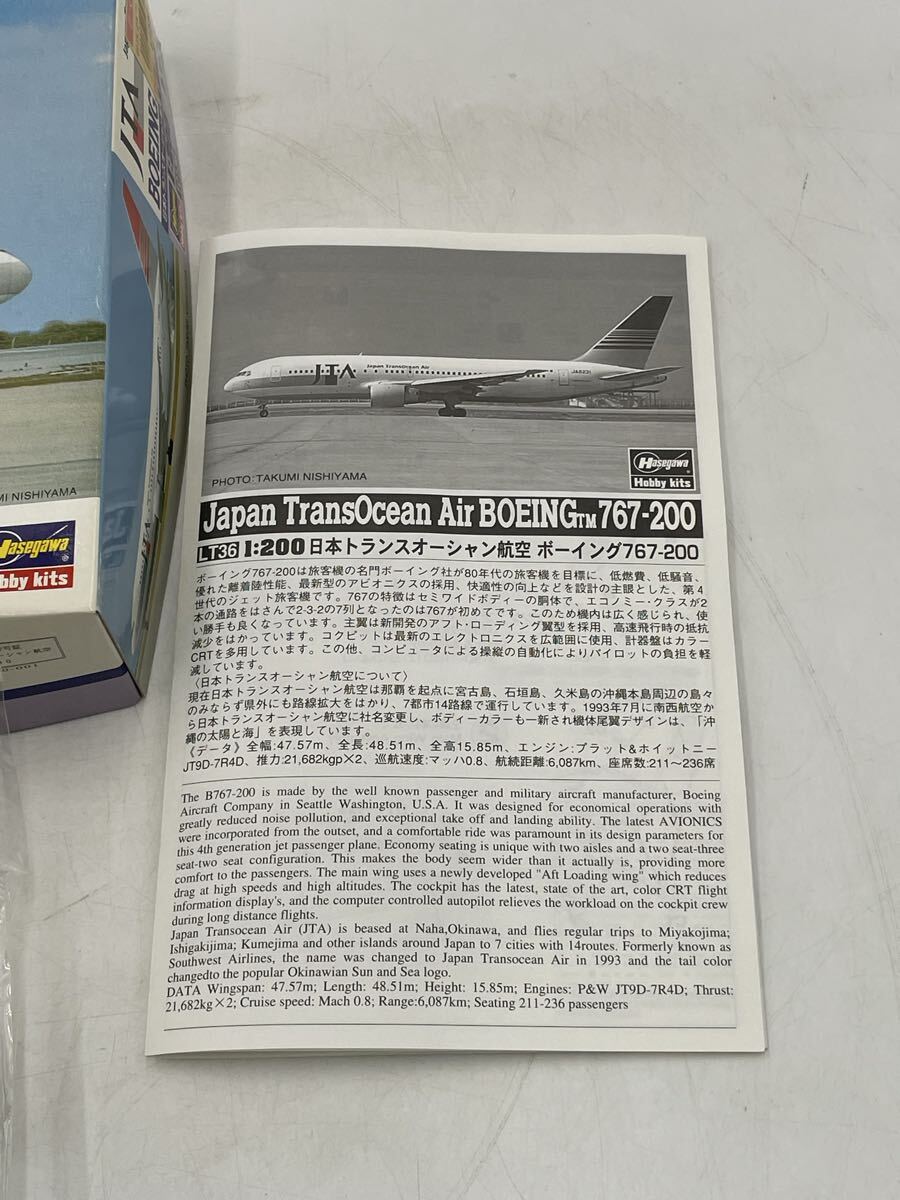 JTA
BOEING
MI NISHIYAMA
Hasegawa
bby kits
JTA
Japan TransOcean Air
JA8231
PHOTO: TAKUMI NISHIYAMA
Hasegawa
Hobby kits
Japan TransOcean Air BOEING TM 767-200
LT36 1:200 日本トランスオーシャン航空 ボーイング767-200
ボーイング767-200は旅客機の名門ボーイング社が80年代の旅客機を目標に、低燃費、低騒音、
優れた離着陸性能、最新型のアビオニクスの採用、快適性の向上などを設計の主眼とした、第4
世代のジェット旅客機です。767の特徴はセミワイドボディーの胴体で、エコノミー・クラスが2
本の通路をはさんで2-3-2の7列となったのは767が初めてです。このため機内は広く感じられ、使
い勝手も良くなっています。主翼は新開発のアフト・ローディング翼型を採用、高速飛行時の抵抗
減少をはかっています。コクピットは最新のエレクトロニクスを広範囲に使用、計器盤はカラー
CRTを多用しています。この他、コンピュータによる操縦の自動化によりパイロットの負担を軽
減しています。
〈日本トランスオーシャン航空について〉
現在日本トランスオーシャン航空は那覇を起点に宮古島、石垣島、久米島の沖縄本島周辺の島々
のみならず県外にも路線拡大をはかり、7都市14路線で運行しています。1993年7月に南西航空か
ら日本トランスオーシャン航空に社名変更し、ボディーカラーも一新され機体尾翼デザインは、「沖
縄の太陽と海」を表現しています。
《データ》全幅:47.57m、全長:48.51m、全高15.85m、エンジン:プラット&ホイットニー
JT9D-7R4D、推力:21,682kgp×2、巡航速度:マッハ0.8、航続距離:6,087km、座席数:211〜236席
The B767-200 is made by the well known passenger and military aircraft manufacturer, Boeing
Aircraft Company in Seattle Washington, U.S.A. It was designed for economical operations with
greatly reduced noise pollution, and exceptional take off and landing ability. The latest AVIONICS
were incorporated from the outset, and a comfortable ride was paramount in its design parameters for
this 4th generation jet passenger plane. Economy seating is unique with two aisles and a two seat-three
seat-two seat configuration. This makes the body seem wider than it actually is, providing more
comfort to the passengers. The main wing uses a newly developed "Aft Loading wing" which reduces
drag at high speeds and high altitudes. The cockpit has the latest, state of the art, color CRT flight
information display's, and the computer controlled autopilot relieves the workload on the cockpit crew
during long distance flights.
Japan Transocean Air (JTA) is beased at Naha,Okinawa, and flies regular trips to Miyakojima;
Ishigakijima; Kumejima and other islands around Japan to 7 cities with 14routes. Formerly known as
Southwest Airlines, the name was changed to Japan Transocean Air in 1993 and the tail color
changedto the popular Okinawian Sun and Sea logo.
DATA Wingspan: 47.57m; Length: 48.51m; Height: 15.85m; Engines: P&W JT9D-7R4D; Thrust:
21,682kg×2; Cruise speed: Mach 0.8; Range:6,087km; Seating 211-236 passengers